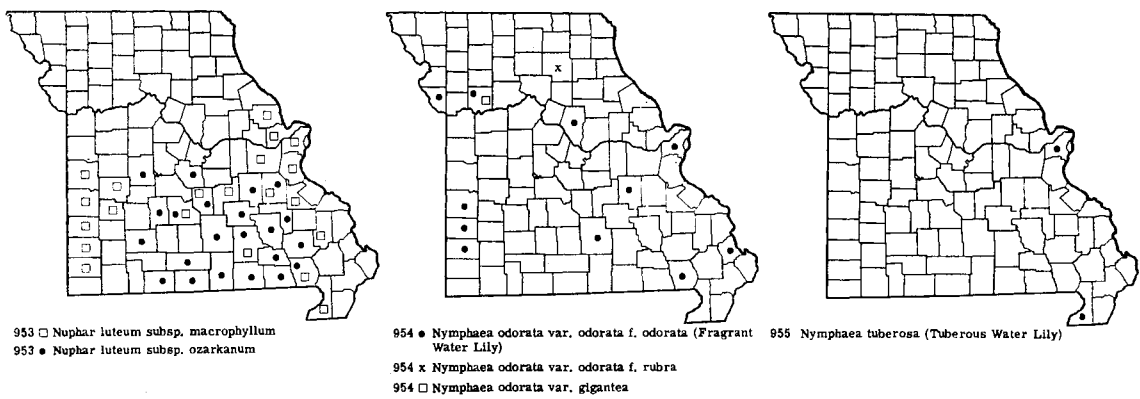 953 □ Nuphar luteum subsp. macrophyllum
953 ● Nuphar luteum subsp. ozarkanum
954 ● Nymphaea odorata var. odorata f. odorata (Fragrant
Water Lily)
954 x Nymphaea odorata var. odorata f. rubra
954 □ Nymphaea odorata var. gigantea
955 Nymphaea tuberosa (Tuberous Water Lily)